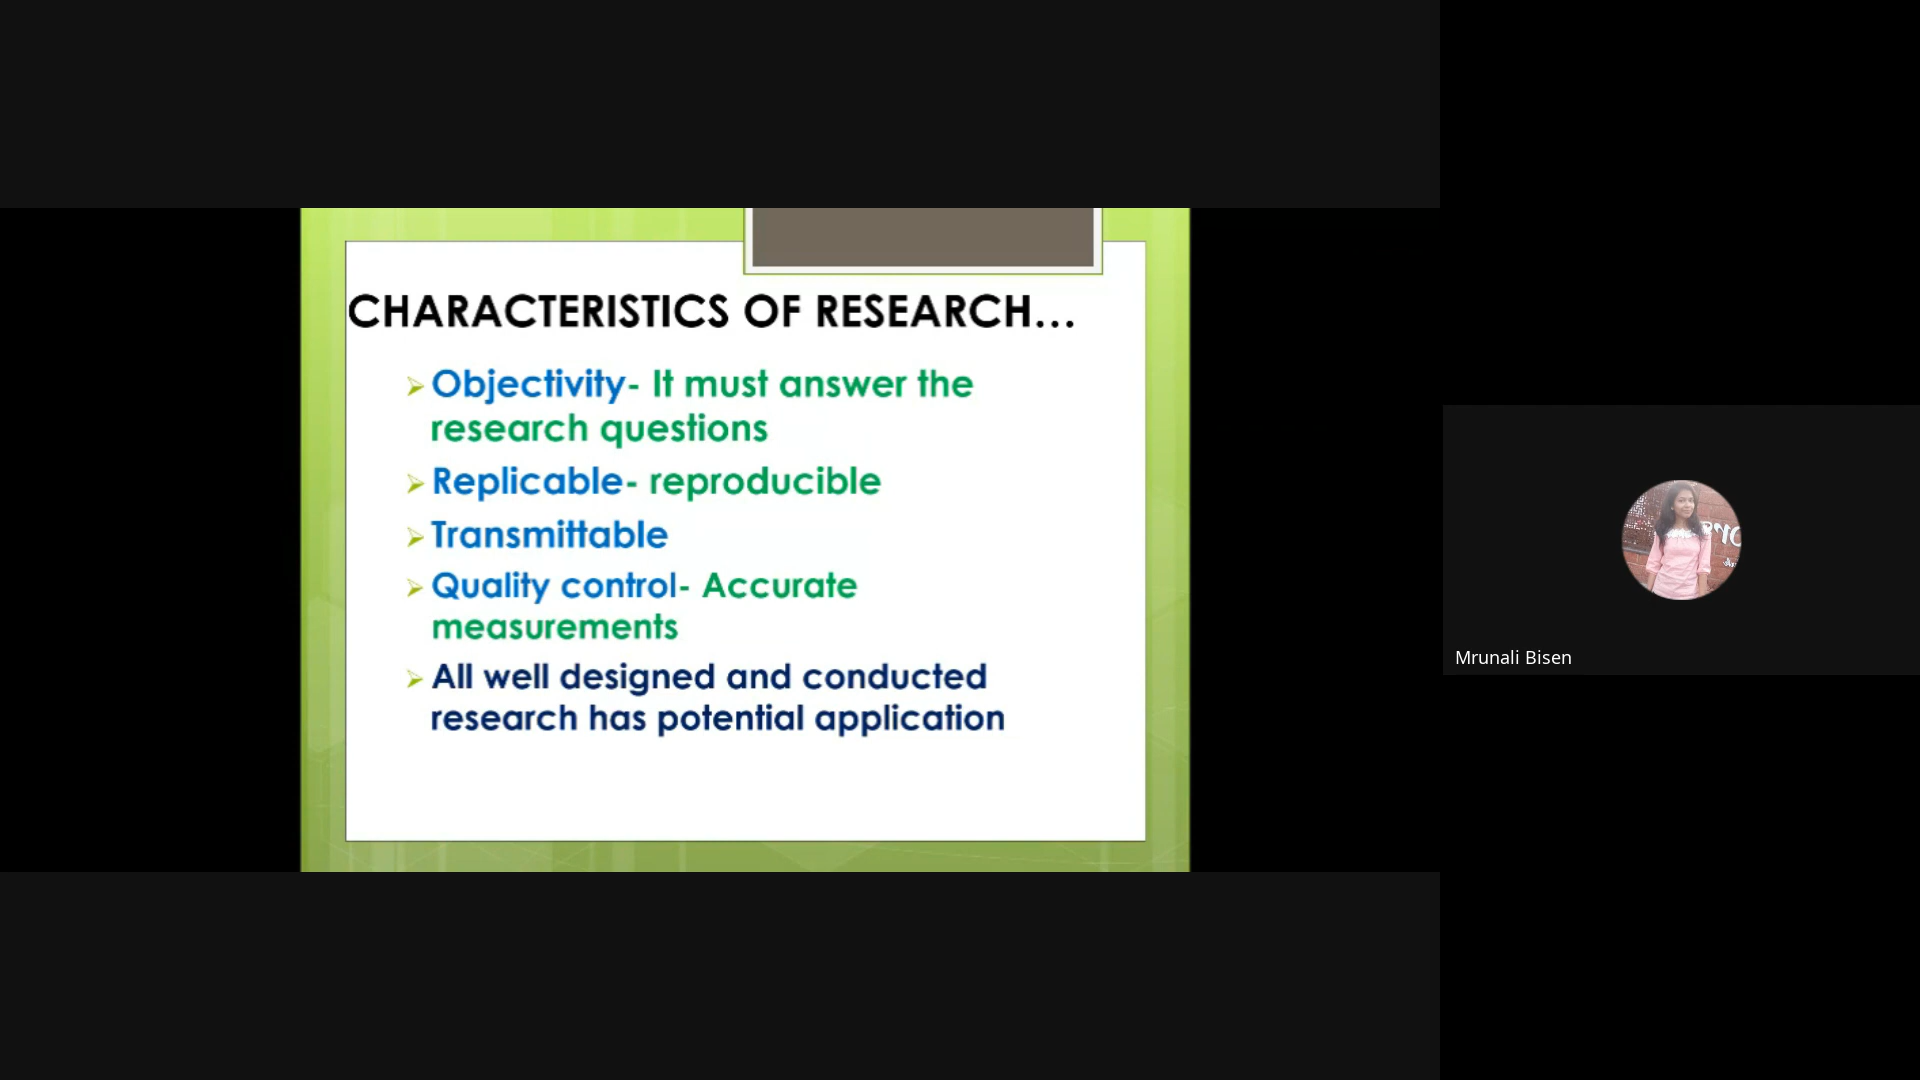 CHARACTERISTICS OF RESEARCH...
➢ Objectivity- It must answer the
research questions
➢ Replicable- reproducible
➢ Transmittable
➢ Quality control- Accurate
measurements
➢ All well designed and conducted
research has potential application
Mrunali Bisen